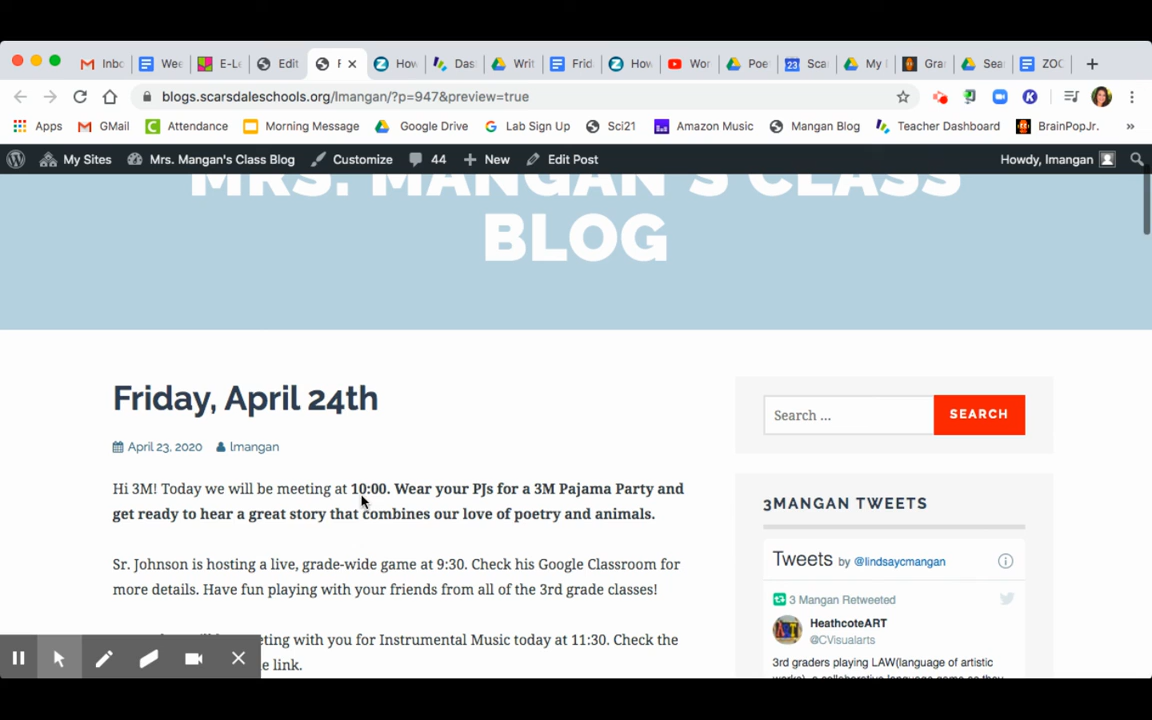 Inbo
Wee
E-Le
Edit
F
How
Das
Writ
Frid
How
Wor
Poe
Sca
My I
Gra
Sea
ZOC
blogs.scarsdaleschools.org/lmangan/?p=947&preview=true
Apps
GMail
Attendance
Morning Message
Google Drive
Lab Sign Up
Sci21
Amazon Music
Mangan Blog
Teacher Dashboard
BrainPopJr.
»
My Sites
Mrs. Mangan's Class Blog
Customize
44
New
Edit Post
Howdy, lmangan
MRS. MANGAN'S CLASS
BLOG
Friday, April 24th
April 23, 2020 lmangan
Hi 3M! Today we will be meeting at 10:00. Wear your PJs for a 3M Pajama Party and
get ready to hear a great story that combines our love of poetry and animals.
Sr. Johnson is hosting a live, grade-wide game at 9:30. Check his Google Classroom for
more details. Have fun playing with your friends from all of the 3rd grade classes!
eting with you for Instrumental Music today at 11:30. Check the
e link.
Search ...
SEARCH
3MANGAN TWEETS
Tweets by @lindsaycmangan
3 Mangan Retweeted
HeathcoteART
@CVisualarts
3rd graders playing LAW(language of artistic